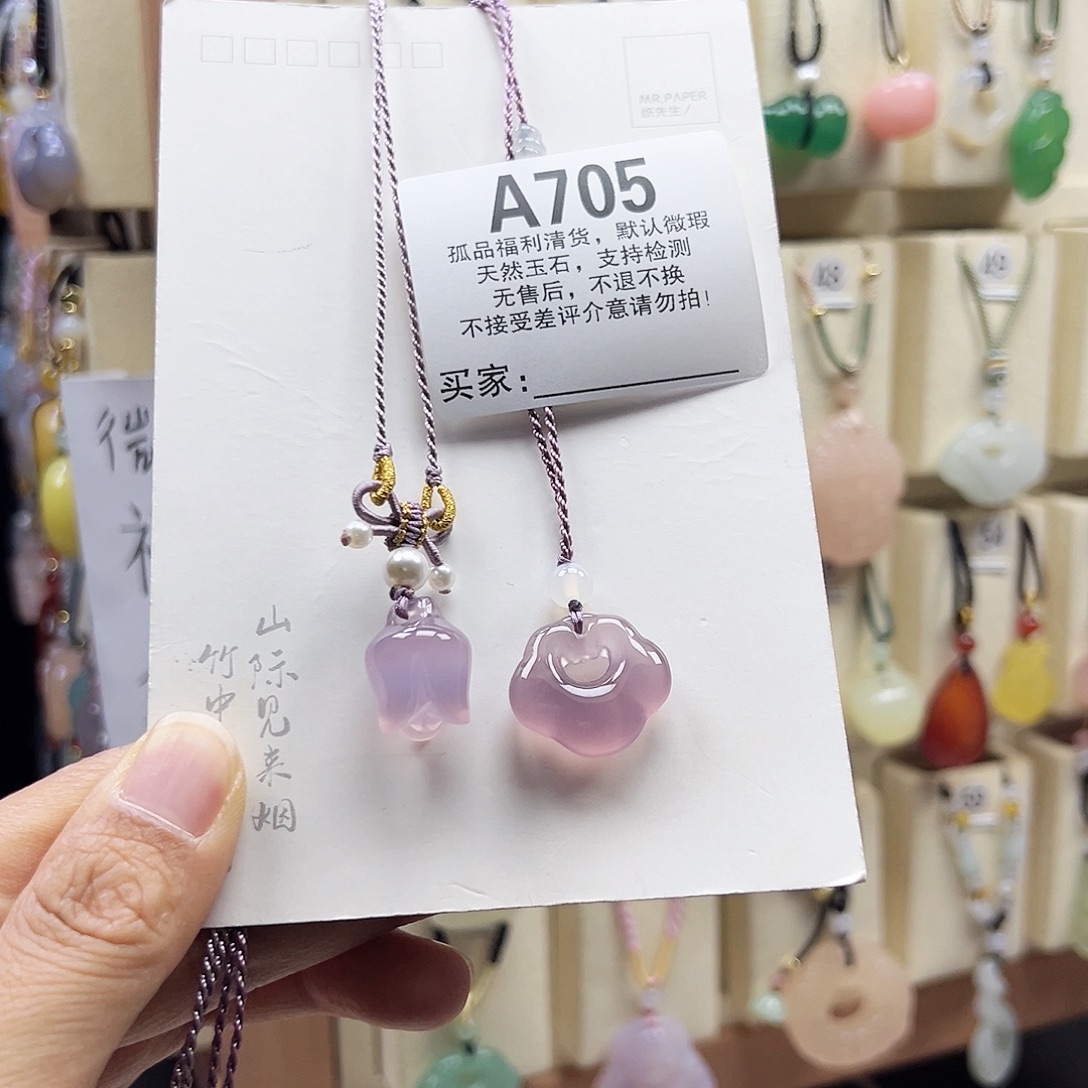 MR.PAPER
纸先生/
A705
孤品福利清货，默认微瑕
天然玉石，支持检测
无售后，不退不换
不接受差评介意请勿拍！
买家：
山际见来烟
竹中
微